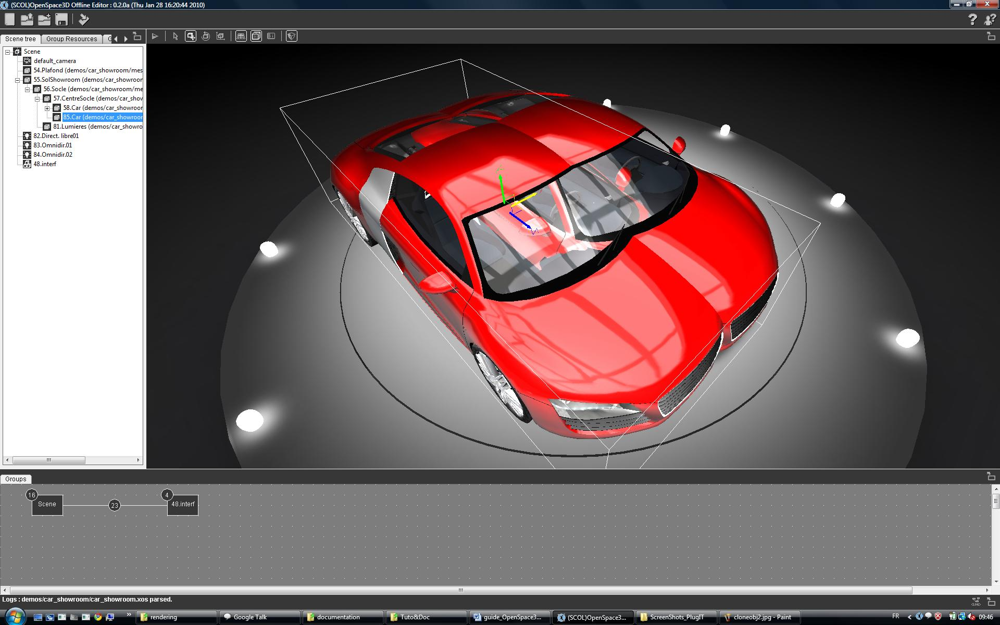 (SCOL)OpenSpace3D Offline Editor : 0.2.0a (Thu Jan 28 16:20:44 2010)
Scene tree
Group Resources
G
Scene
default_camera
54.Plafond (demos/car_showroom/mes
55.SolShowroom (demos/car_showroor
56.Socle (demos/car_showroom/me
57.CentreSocle (demos/car_shov
58.Car (demos/car_showroor
85.Car (demos/car_showroor
81.Lumieres (demos/car_showro
82.Direct. libre01
83.Omnidir.01
84.Omnidir.02
48.interf
Groups
16
Scene
23
4
48.interf
Logs : demos/car_showroom/car_showroom.xos parsed.
rendering
Google Talk
documentation
Tuto&Doc
guide_OpenSpace3...
(SCOL)OpenSpace3...
ScreenShots_PlugIT
cloneobj2.jpg - Paint
FR
09:46